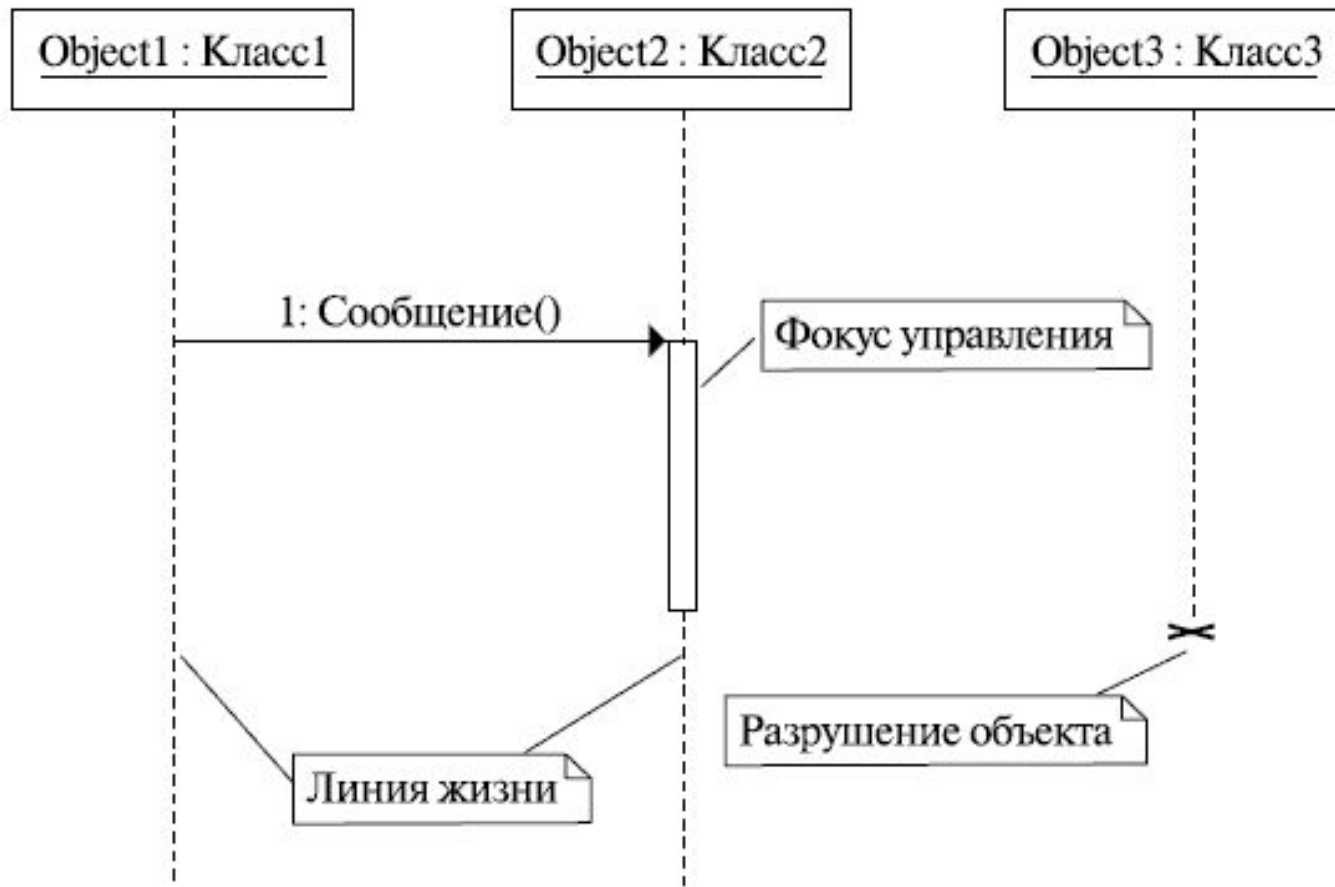 Object1 : Класс1
Object2 : Класс2
Object3 : Класс3
1: Сообщение()
Фокус управления
Разрушение объекта
Линия жизни